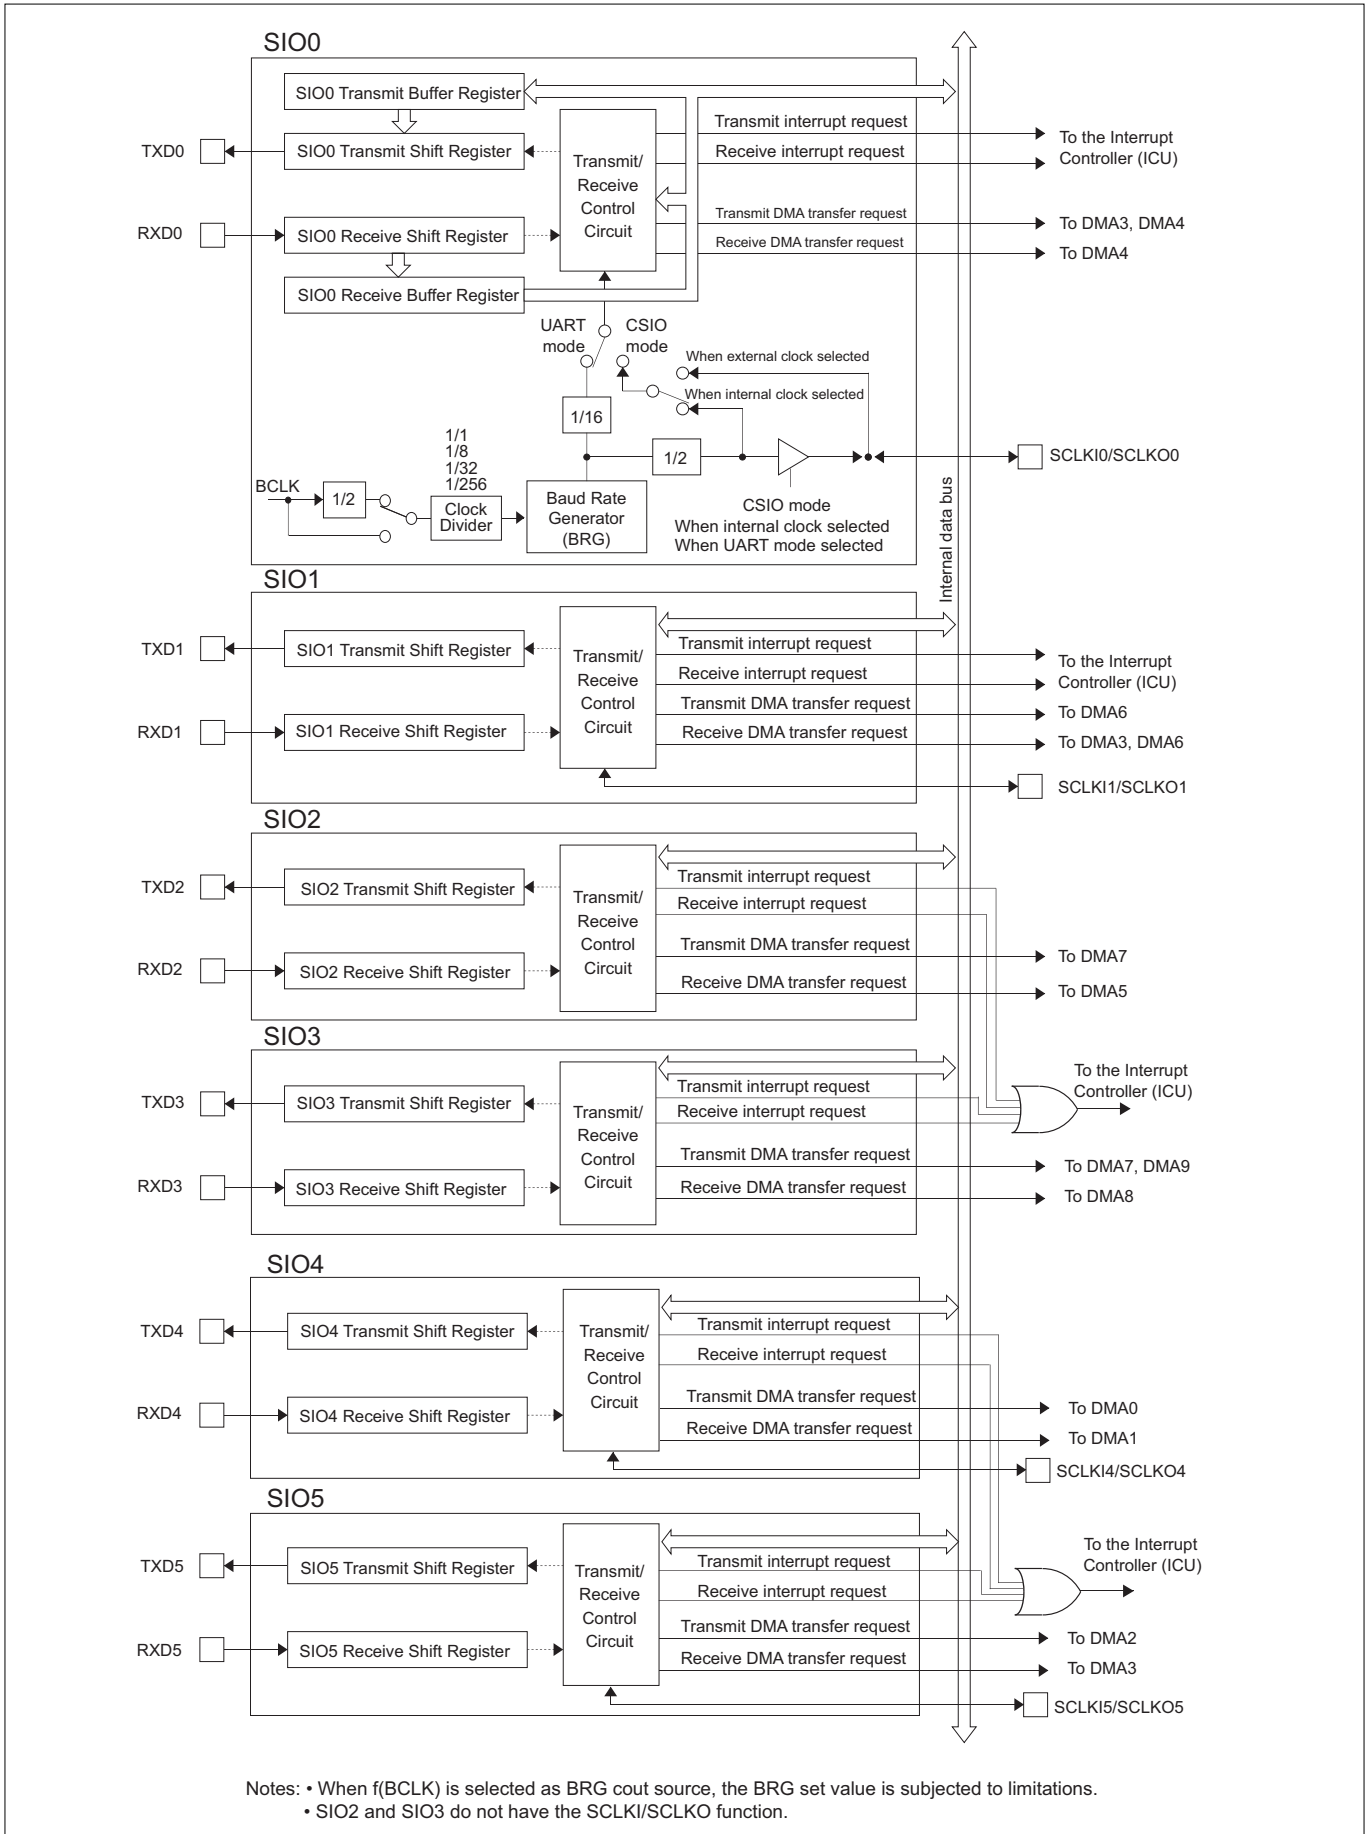 SIO0
SIO0 Transmit Buffer Register
TXD0
SIO0 Transmit Shift Register
Transmit/
Receive
Control
Circuit
Transmit interrupt request
Receive interrupt request
To the Interrupt
Controller (ICU)
RXD0
SIO0 Receive Shift Register
Transmit DMA transfer request
To DMA3, DMA4
Receive DMA transfer request
To DMA4
SIO0 Receive Buffer Register
UART
mode
CSIO
mode
When external clock selected
When internal clock selected
1/16
1/1
1/8
1/32
1/256
1/2
SCLKI0/SCLKO0
BCLK
1/2
Clock
Divider
Baud Rate
Generator
(BRG)
CSIO mode
When internal clock selected
When UART mode selected
Internal data bus
SIO1
TXD1
SIO1 Transmit Shift Register
Transmit/
Receive
Control
Circuit
Transmit interrupt request
Receive interrupt request
To the Interrupt
Controller (ICU)
RXD1
SIO1 Receive Shift Register
Transmit DMA transfer request
To DMA6
Receive DMA transfer request
To DMA3, DMA6
SCLKI1/SCLKO1
SIO2
TXD2
SIO2 Transmit Shift Register
Transmit/
Receive
Control
Circuit
Transmit interrupt request
Receive interrupt request
RXD2
SIO2 Receive Shift Register
Transmit DMA transfer request
To DMA7
Receive DMA transfer request
To DMA5
SIO3
TXD3
SIO3 Transmit Shift Register
Transmit/
Receive
Control
Circuit
Transmit interrupt request
Receive interrupt request
To the Interrupt
Controller (ICU)
RXD3
SIO3 Receive Shift Register
Transmit DMA transfer request
To DMA7, DMA9
Receive DMA transfer request
To DMA8
SIO4
TXD4
SIO4 Transmit Shift Register
Transmit/
Receive
Control
Circuit
Transmit interrupt request
Receive interrupt request
RXD4
SIO4 Receive Shift Register
Transmit DMA transfer request
To DMA0
Receive DMA transfer request
To DMA1
SCLKI4/SCLKO4
SIO5
TXD5
SIO5 Transmit Shift Register
Transmit/
Receive
Control
Circuit
Transmit interrupt request
Receive interrupt request
To the Interrupt
Controller (ICU)
RXD5
SIO5 Receive Shift Register
Transmit DMA transfer request
To DMA2
Receive DMA transfer request
To DMA3
SCLKI5/SCLKO5
Notes: • When f(BCLK) is selected as BRG cout source, the BRG set value is subjected to limitations.
• SIO2 and SIO3 do not have the SCLKI/SCLKO function.